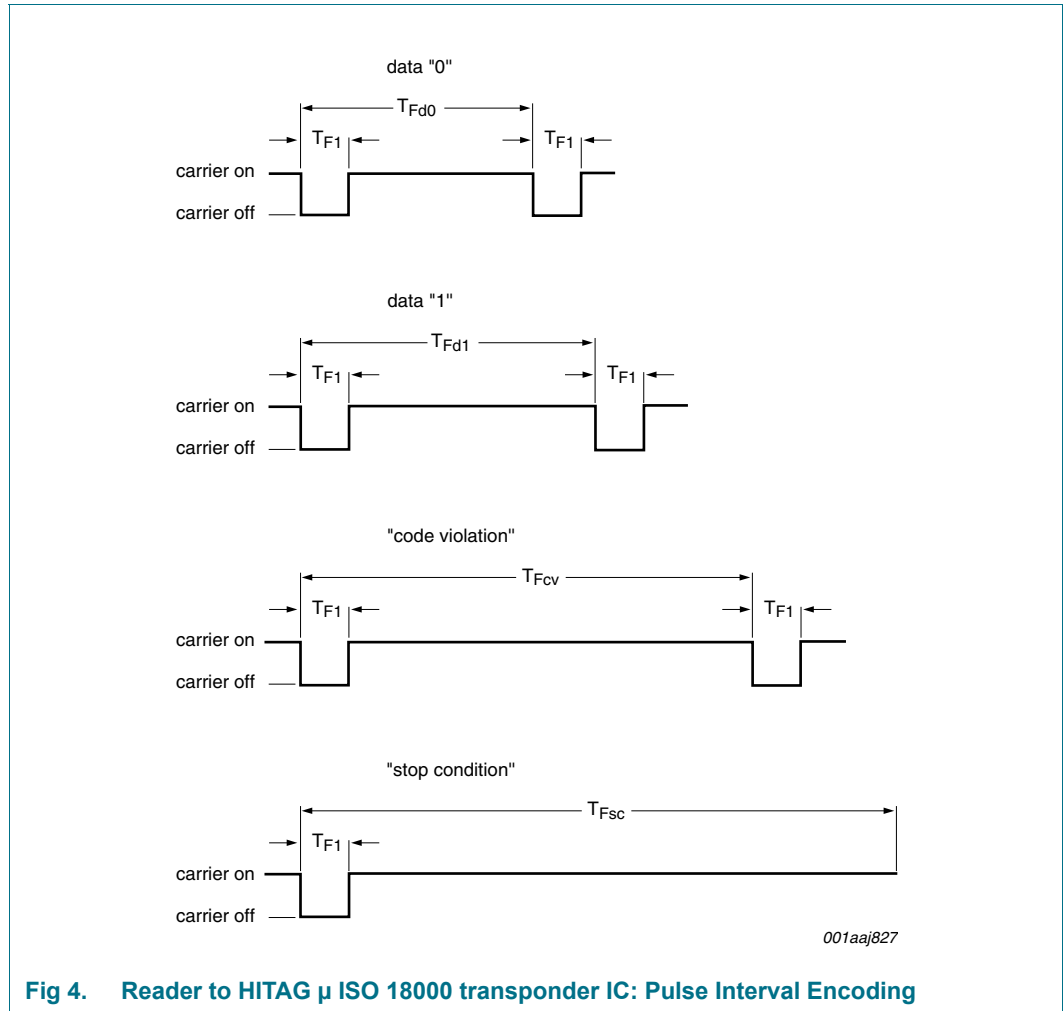 data "0"
TFd0
TF1 TF1
carrier on
carrier off
data "1"
TFd1
TF1 TF1
carrier on
carrier off
"code violation"
TFcv
TF1 TF1
carrier on
carrier off
"stop condition"
TFsc
TF1
carrier on
carrier off
001aaj827
Fig 4. Reader to HITAG μ ISO 18000 transponder IC: Pulse Interval Encoding